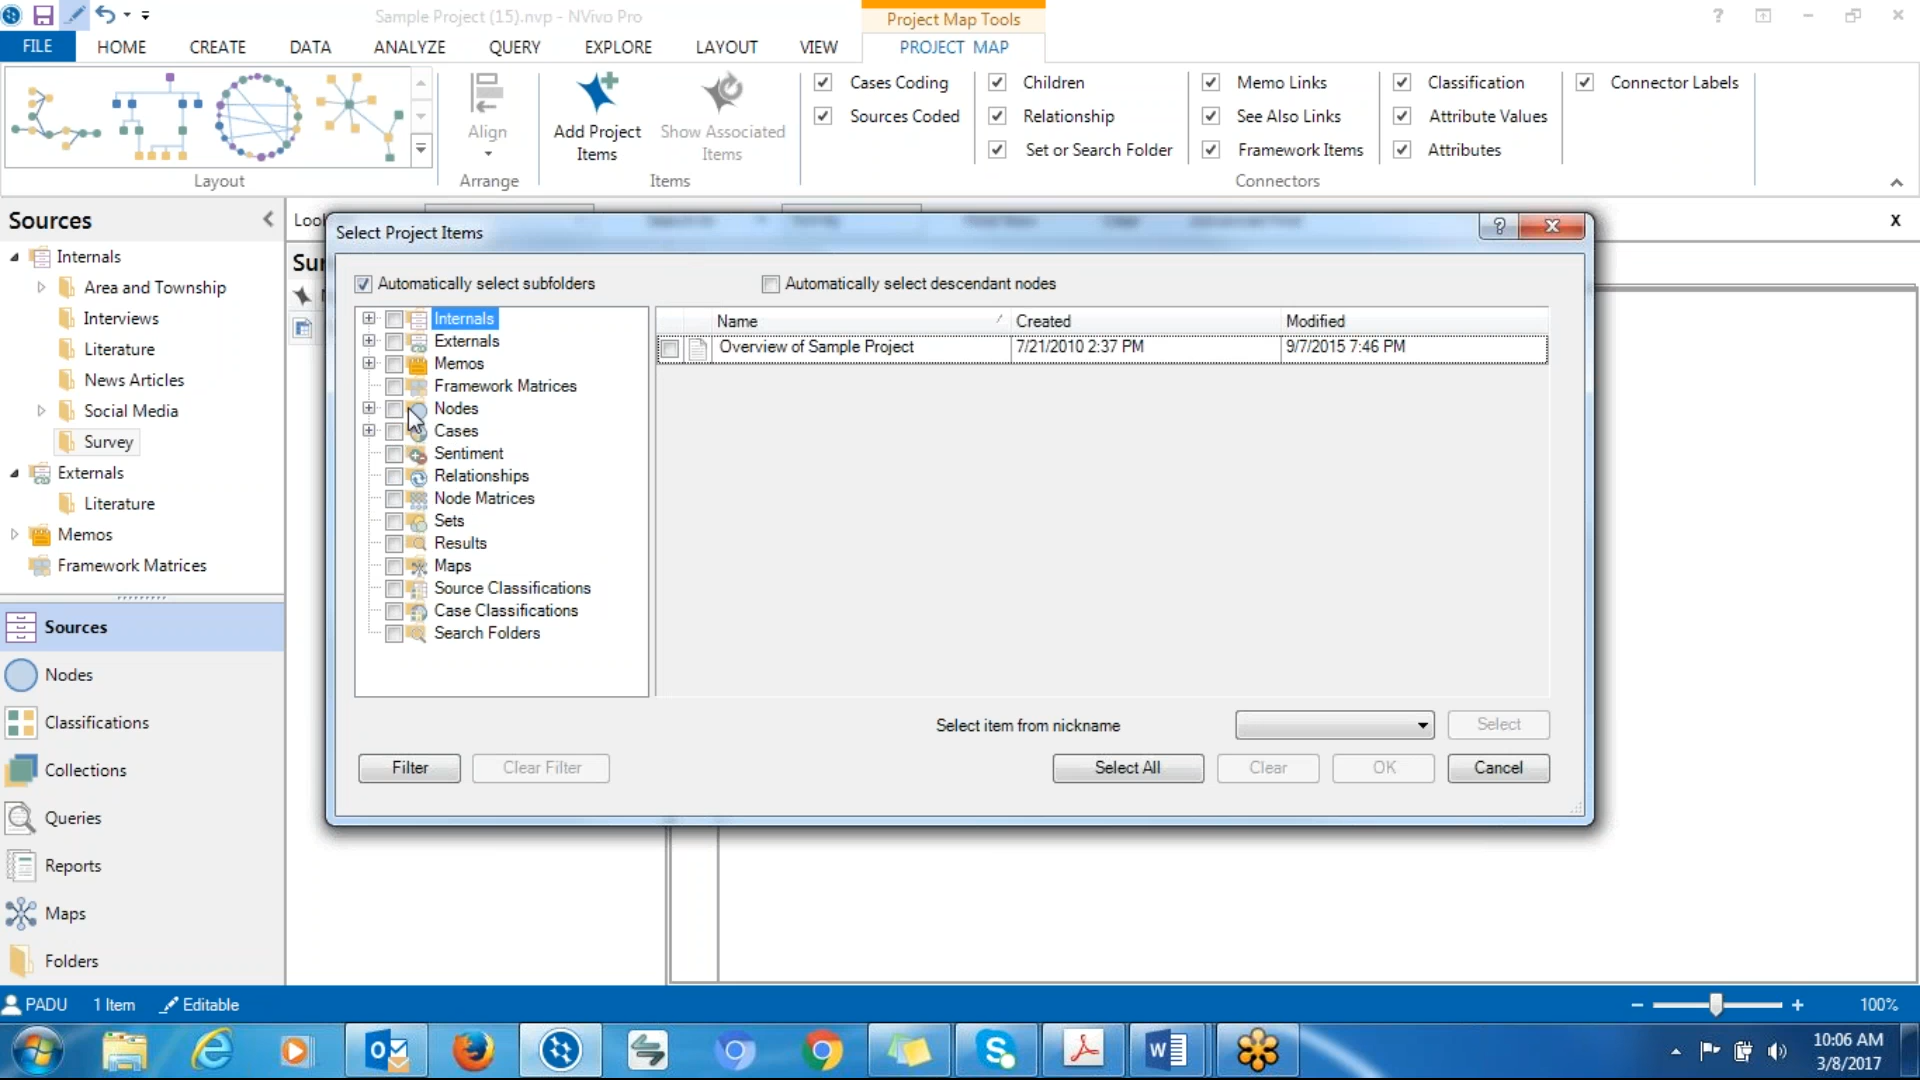 Sample Project (15).nvp - NVivo Pro
Project Map Tools
FILE HOME CREATE DATA ANALYZE QUERY EXPLORE LAYOUT VIEW PROJECT MAP
Align
Add Project Items
Show Associated Items
Cases Coding
Sources Coded
Children
Relationship
Set or Search Folder
Memo Links
See Also Links
Framework Items
Classification
Attribute Values
Attributes
Connector Labels
Layout
Arrange
Items
Connectors
Sources
Internals
Area and Township
Interviews
Literature
News Articles
Social Media
Survey
Externals
Literature
Memos
Framework Matrices
Sources
Nodes
Classifications
Collections
Queries
Reports
Maps
Folders
Select Project Items
Automatically select subfolders
Automatically select descendant nodes
Internals
Externals
Memos
Framework Matrices
Nodes
Cases
Sentiment
Relationships
Node Matrices
Sets
Results
Maps
Source Classifications
Case Classifications
Search Folders
Name Created Modified
Overview of Sample Project 7/21/2010 2:37 PM 9/7/2015 7:46 PM
Select item from nickname
Select
Filter
Clear Filter
Select All
Clear
OK
Cancel
PADU 1 Item Editable
100%
10:06 AM
3/8/2017